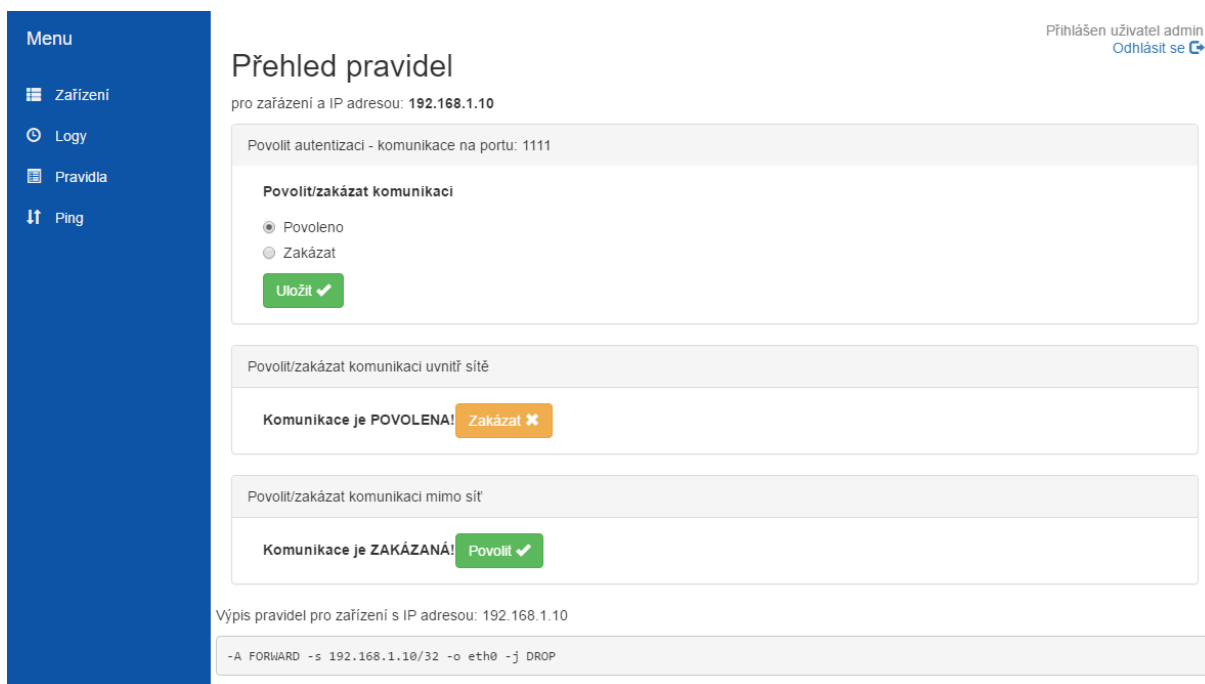 Menu
Zařízení
Logy
Pravidla
Ping
Přihlášen uživatel admin
Odhlásit se
Přehled pravidel
pro zařázení a IP adresou: 192.168.1.10
Povolit autentizaci - komunikace na portu: 1111
Povolit/zakázat komunikaci
Povoleno
Zakázat
Uložit
Povolit/zakázat komunikaci uvnitř sítě
Komunikace je POVOLENA! Zakázat
Povolit/zakázat komunikaci mimo síť
Komunikace je ZAKÁZANÁ! Povolit
Výpis pravidel pro zařízení s IP adresou: 192.168.1.10
-A FORWARD -s 192.168.1.10/32 -o eth0 -j DROP